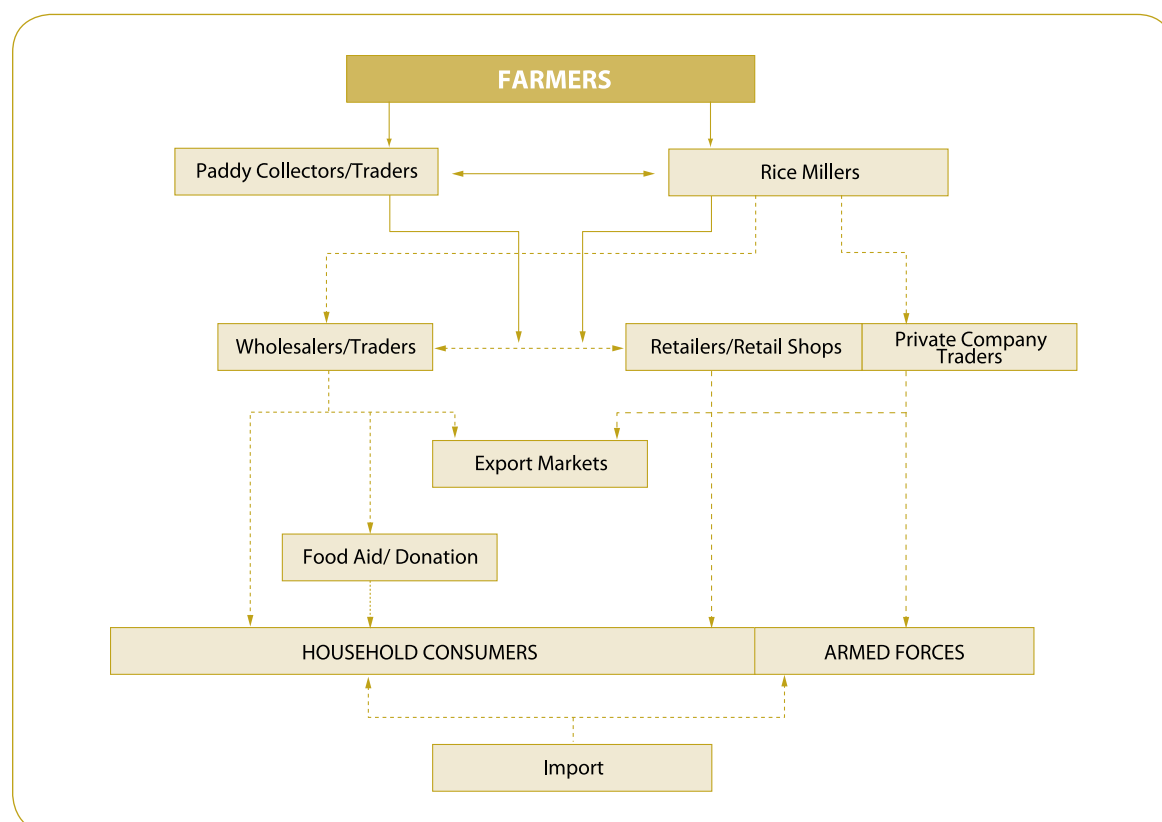 FARMERS
Paddy Collectors/Traders
Rice Millers
Wholesalers/Traders
Retailers/Retail Shops
Private Company
Traders
Export Markets
Food Aid/ Donation
HOUSEHOLD CONSUMERS
ARMED FORCES
Import